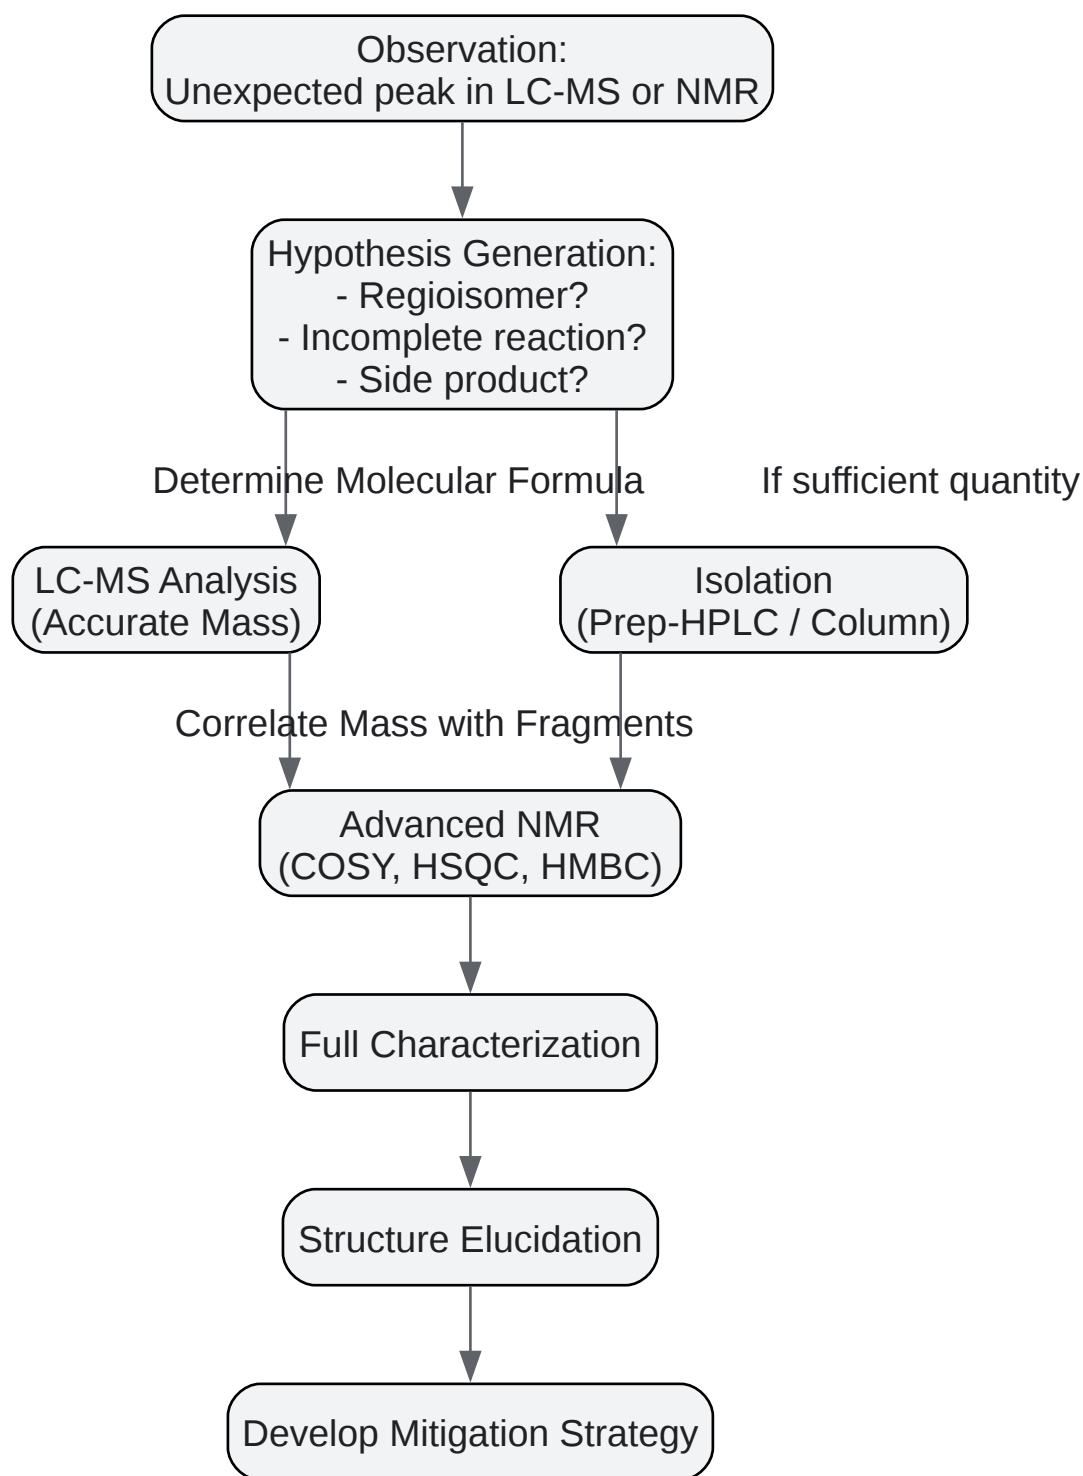 Observation:
Unexpected peak in LC-MS or NMR
Hypothesis Generation:
- Regioisomer?
- Incomplete reaction?
- Side product?
Determine Molecular Formula
If sufficient quantity
LC-MS Analysis
(Accurate Mass)
Isolation
(Prep-HPLC / Column)
Correlate Mass with Fragments
Advanced NMR
(COSY, HSQC, HMBC)
Full Characterization
Structure Elucidation
Develop Mitigation Strategy